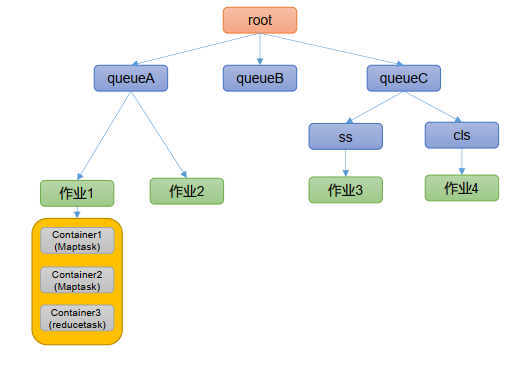 root
queueA
queueB
queueC
ss
cls
作业1
作业2
作业3
作业4
Container1
(Maptask)
Container2
(Maptask)
Container3
(reducetask)